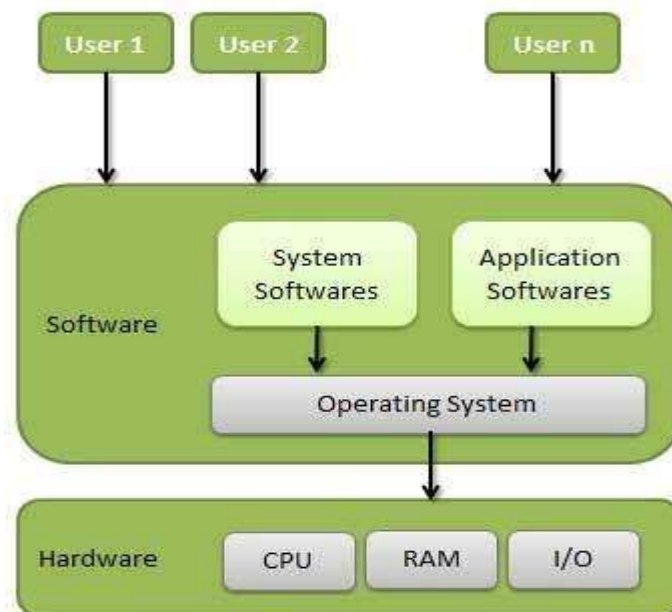 User 1
User 2
User n
System
Softwares
Application
Softwares
Software
Operating System
Hardware
CPU
RAM
I/O